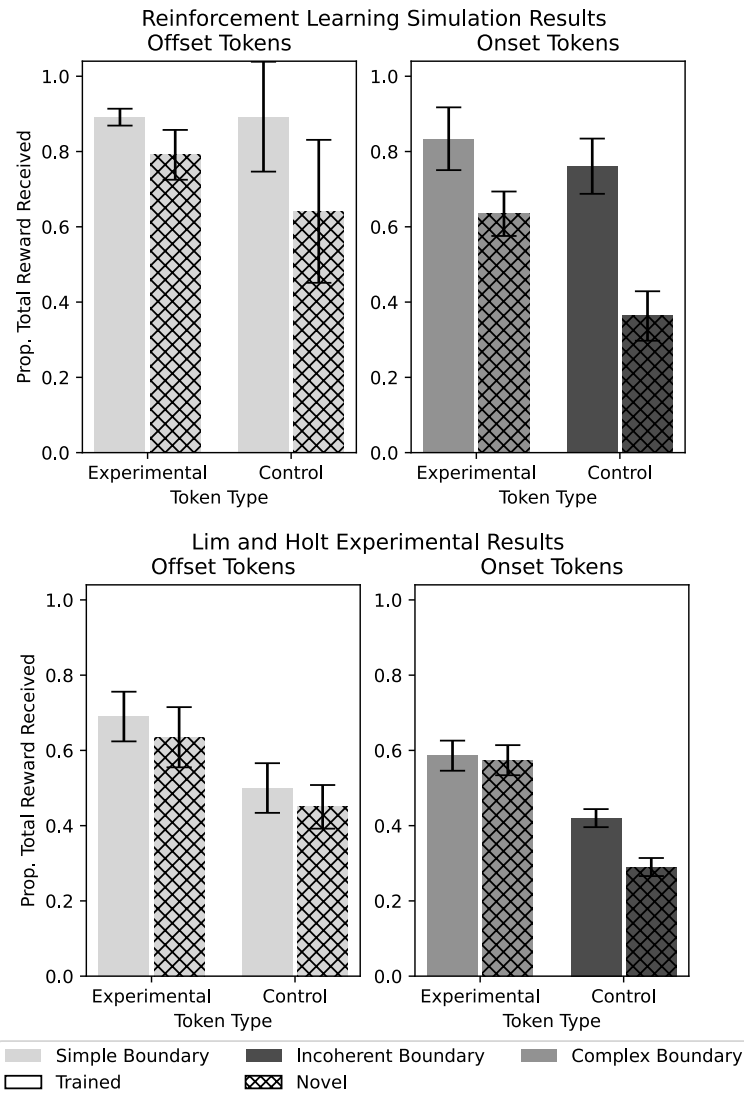 Reinforcement Learning Simulation Results
Offset Tokens
Onset Tokens
Prop. Total Reward Received
1.0
0.8
0.6
0.4
0.2
0.0
Experimental
Control
Token Type
1.0
0.8
0.6
0.4
0.2
0.0
Experimental
Control
Token Type
Lim and Holt Experimental Results
Offset Tokens
Onset Tokens
Prop. Total Reward Received
1.0
0.8
0.6
0.4
0.2
0.0
Experimental
Control
Token Type
1.0
0.8
0.6
0.4
0.2
0.0
Experimental
Control
Token Type
Simple Boundary
Incoherent Boundary
Complex Boundary
Trained
Novel